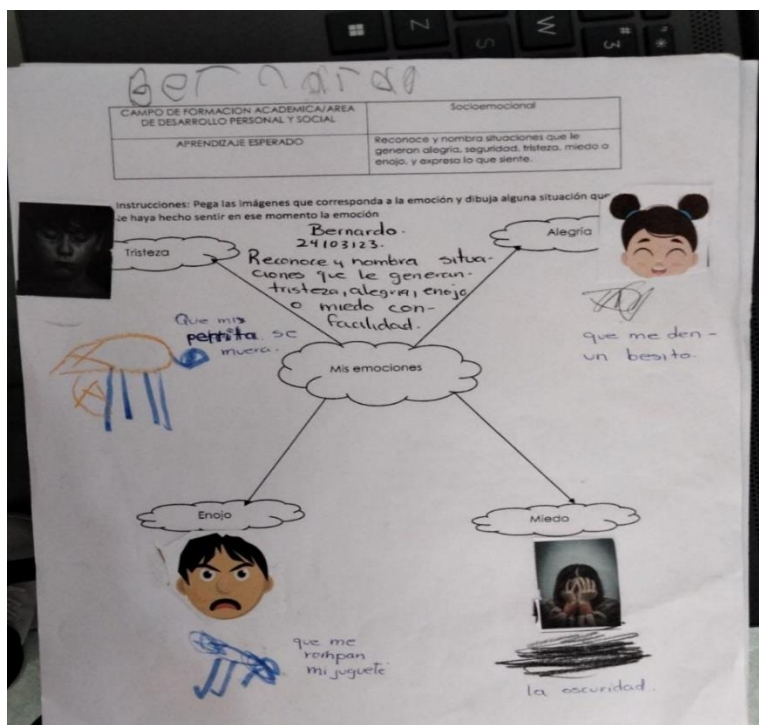 Bernardo
CAMPO DE FORMACION ACADEMICA/AREA
DE DESARROLLO PERSONAL Y SOCIAL
Socioemocional
APRENDIZAJE ESPERADO
Reconoce y nombra situaciones que le
generan alegría, seguridad, tristeza, miedo o
enojo, y expresa lo que siente.
Instrucciones: Pega las imágenes que corresponda a la emoción y dibuja alguna situación que
te haya hecho sentir en ese momento la emoción
Tristeza
Bernardo.
24103123.
Reconoce y nombra situa-
ciones que le generan
tristeza, alegria, enojo
o miedo con-
facilidad.
Alegría
Que mi
perrita se
muera.
que me den -
un besito.
Mis emociones
Enojo
Miedo
que me
rompan
mi juguete
la oscuridad.